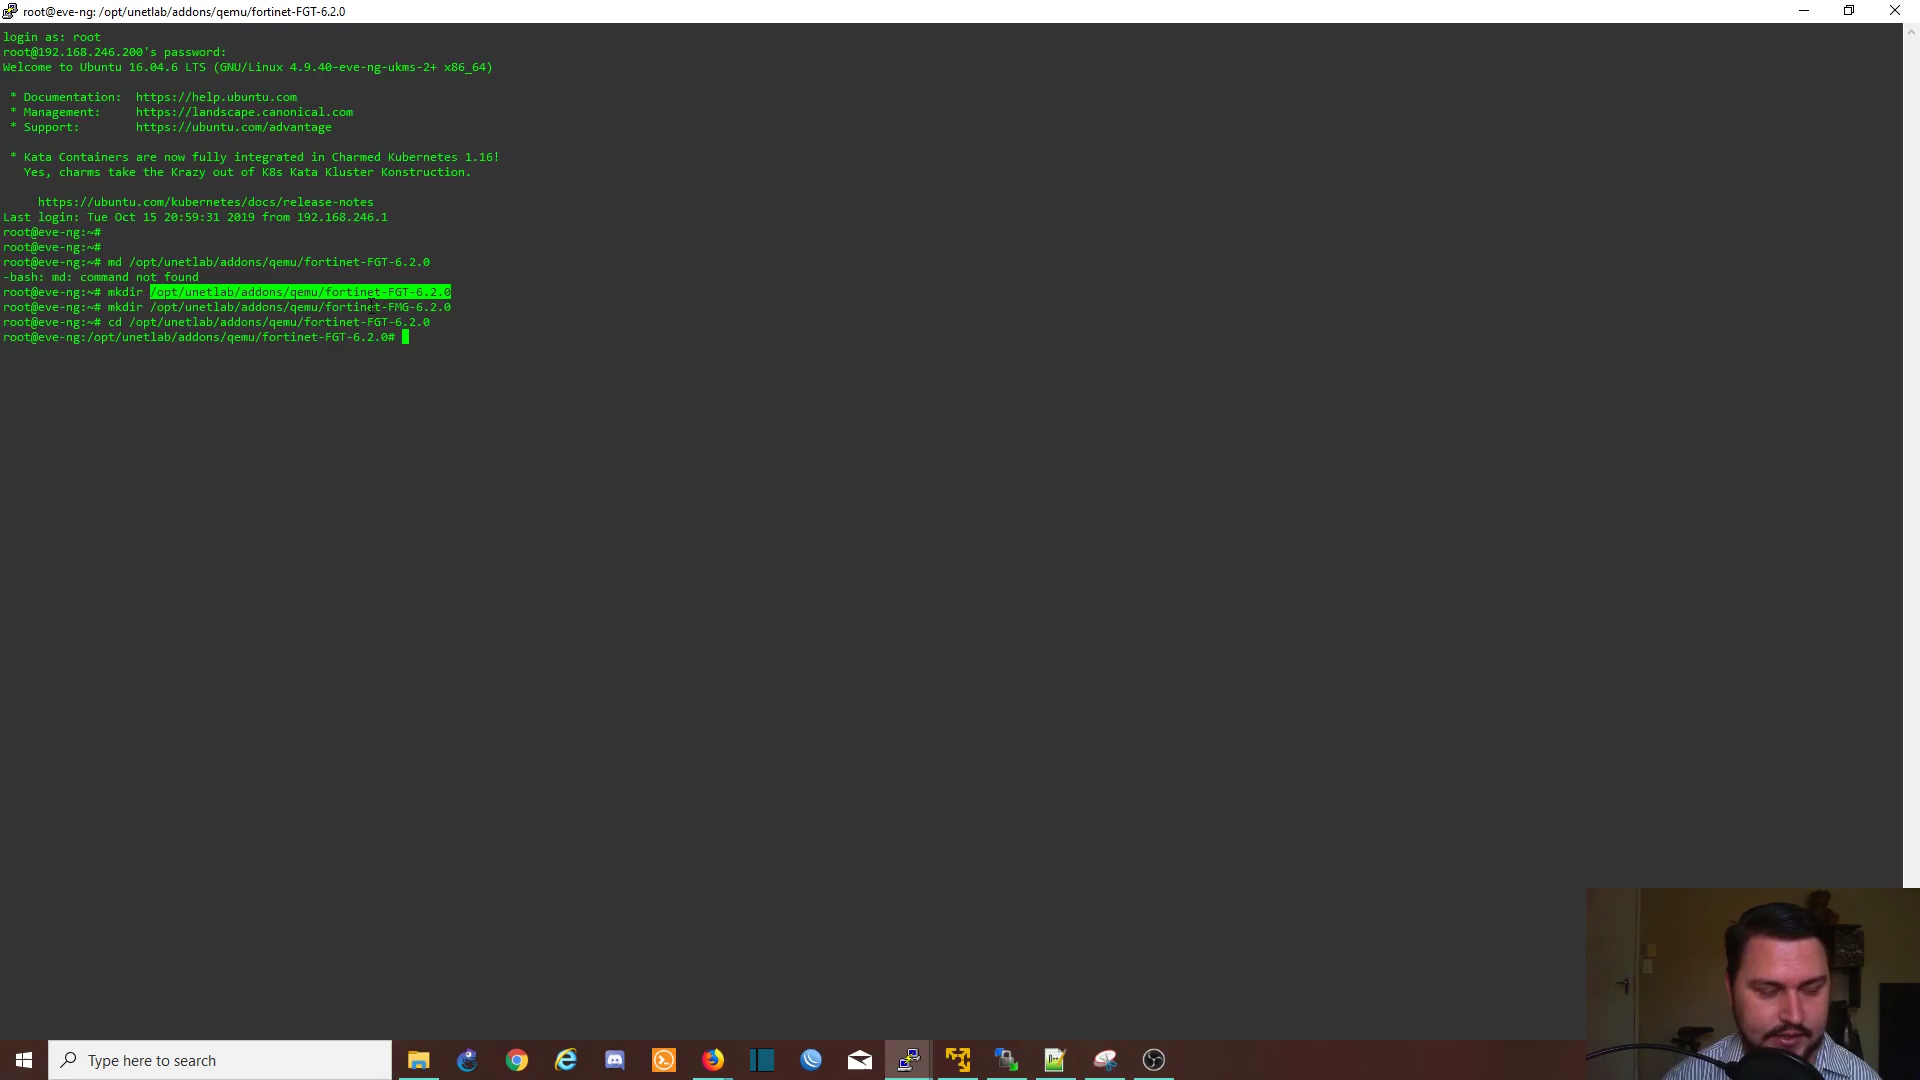 root@eve-ng: /opt/unetlab/addons/qemu/fortinet-FGT-6.2.0
login as: root
root@192.168.246.200's password:
Welcome to Ubuntu 16.04.6 LTS (GNU/Linux 4.9.40-eve-ng-ukms-2+ x86_64)
* Documentation:  https://help.ubuntu.com
* Management:     https://landscape.canonical.com
* Support:        https://ubuntu.com/advantage
* Kata Containers are now fully integrated in Charmed Kubernetes 1.16!
Yes, charms take the Krazy out of K8s Kata Kluster Konstruction.
https://ubuntu.com/kubernetes/docs/release-notes
Last login: Tue Oct 15 20:59:31 2019 from 192.168.246.1
root@eve-ng:~#
root@eve-ng:~#
root@eve-ng:~# md /opt/unetlab/addons/qemu/fortinet-FGT-6.2.0
-bash: md: command not found
root@eve-ng:~# mkdir /opt/unetlab/addons/qemu/fortinet-FGT-6.2.0
root@eve-ng:~# mkdir /opt/unetlab/addons/qemu/fortinet-FMG-6.2.0
root@eve-ng:~# cd /opt/unetlab/addons/qemu/fortinet-FGT-6.2.0
root@eve-ng:/opt/unetlab/addons/qemu/fortinet-FGT-6.2.0#
Type here to search